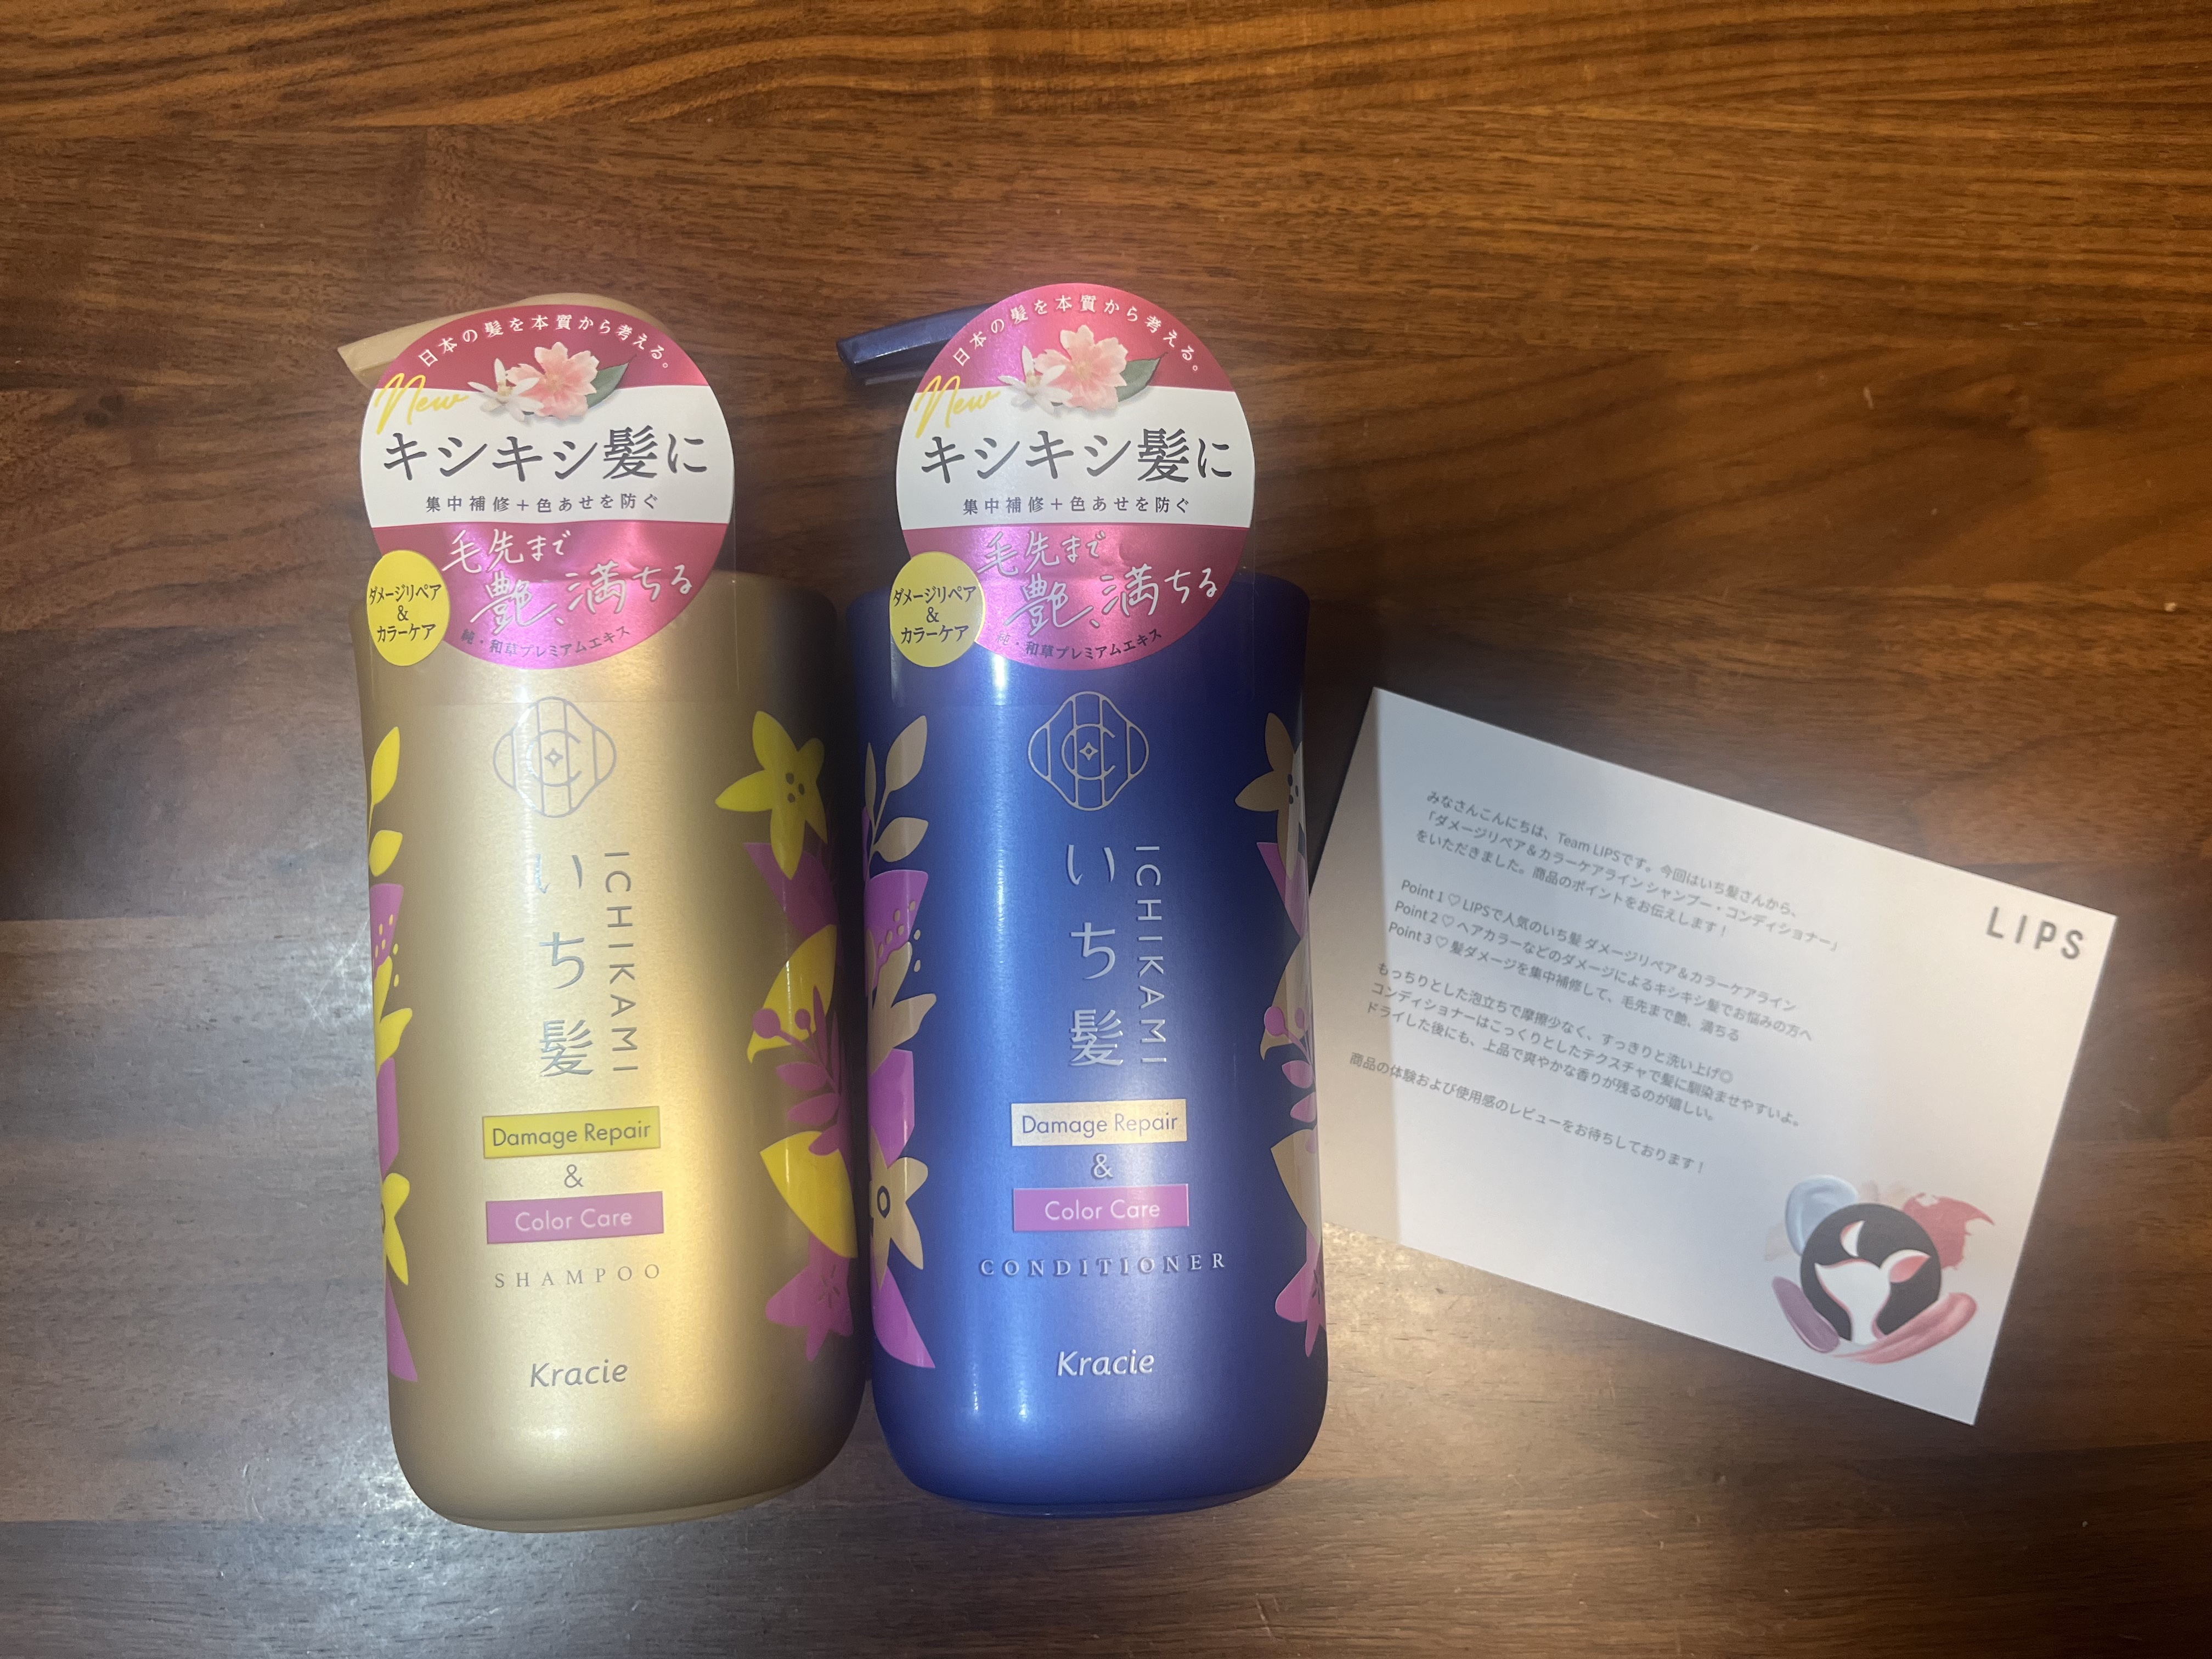 日本の髪を本質から考える。
New
キシキシ髪に
集中補修+色あせを防ぐ
毛先まで
艶、満ちる
純・和草プレミアムエキス
ダメージリペア
&
カラーケア
いち髪
ICHIKAMI
Damage Repair
&
Color Care
SHAMPOO
Kracie
日本の髪を本質から考える。
New
キシキシ髪に
集中補修+色あせを防ぐ
毛先まで
艶、満ちる
純・和草プレミアムエキス
ダメージリペア
&
カラーケア
いち髪
ICHIKAMI
Damage Repair
&
Color Care
CONDITIONER
Kracie
LIPS
みなさんこんにちは、Team LIPSです。今回はいち髪さんから、
「ダメージリペア&カラーケアライン シャンプー・コンディショナー」
をいただきました。商品のポイントをお伝えします!
Point 1 ♡ LIPSで人気のいち髪 ダメージリペア&カラーケアライン
Point 2 ♡ ヘアカラーなどのダメージによるキシキシ髪でお悩みの方へ
Point 3 ♡ 髪ダメージを集中補修して、毛先まで艶、満ちる
もっちりとした泡立ちで摩擦少なく、すっきりと洗い上げ◎
コンディショナーはこっくりとしたテクスチャで髪に馴染ませやすいよ。
ドライした後にも、上品で爽やかな香りが残るのが嬉しい。
商品の体験および使用感のレビューをお待ちしております!